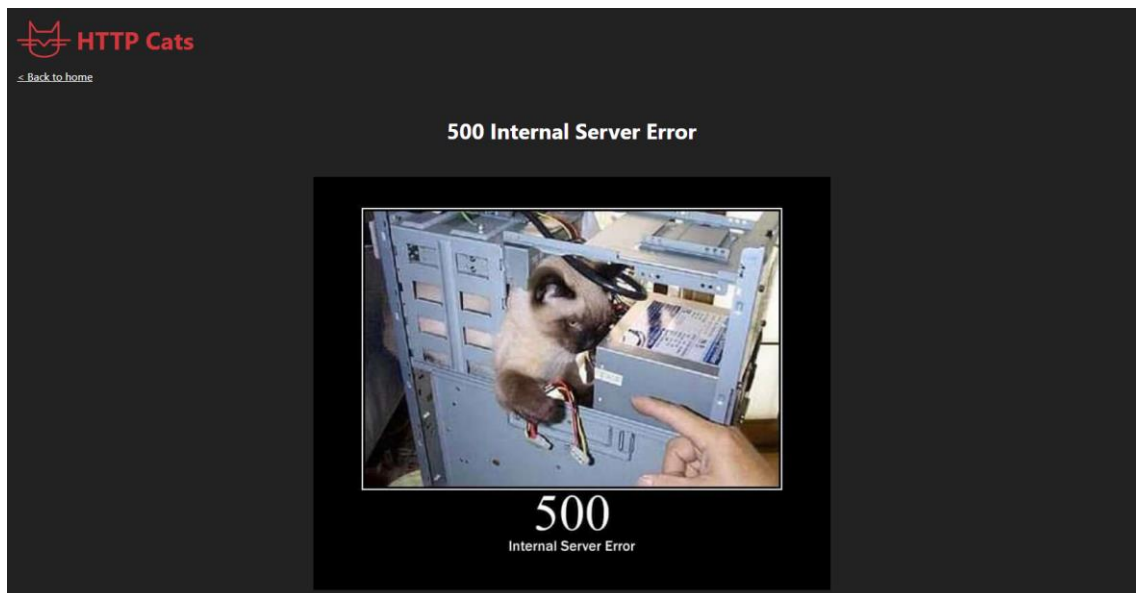 HTTP Cats
< Back to home
500 Internal Server Error
500
Internal Server Error